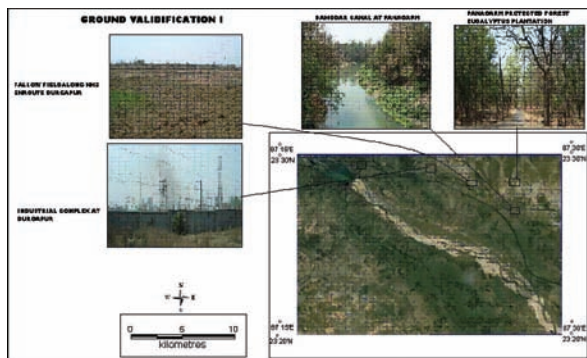 GROUND VALIDIFICATION I
DAMODAR CANAL AT PANAGARH
PANAGARH PROTECTED FOREST
EUCALYPTUS PLANTATION
FALLOW FIELD ALONG NH2
ENROUTE DURGAPUR
INDUSTRIAL COMPLEX AT
DURGAPUR
87 15'E
23 30'N
87 30'E
23 30'N
N
W E
S
0 5 10
kilometres
87 15'E
23 20'N
87 30'E
23 20'N